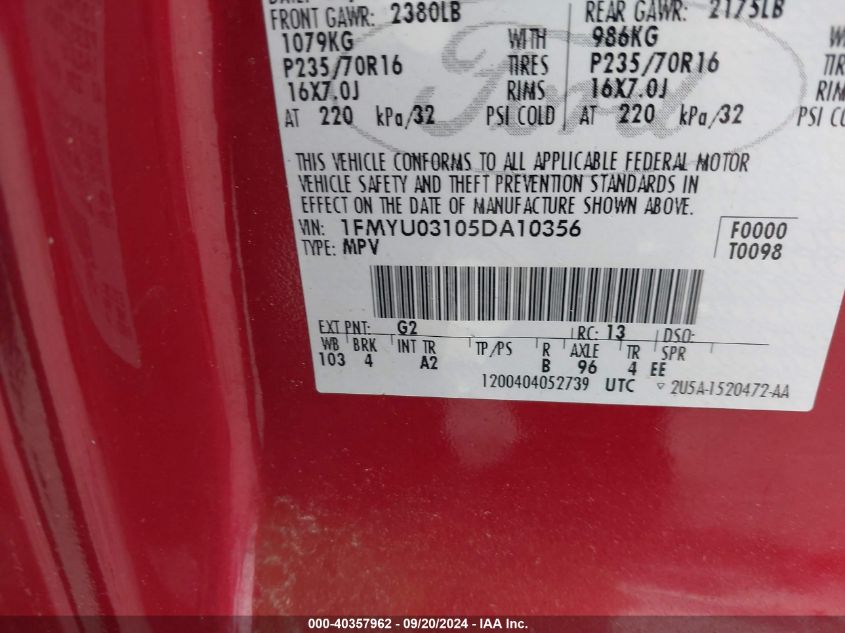 FRONT GAWR: 2380LB REAR GAWR: 2175LB
1079KG WITH 986KG WITH
P235/70R16 TIRES P235/70R16
16X7.0J RIMS 16X7.0J
AT 220 kPa/32 PSI COLD AT 220 kPa/32
Ford
THIS VEHICLE CONFORMS TO ALL APPLICABLE FEDERAL MOTOR
VEHICLE SAFETY AND THEFT PREVENTION STANDARDS IN
EFFECT ON THE DATE OF MANUFACTURE SHOWN ABOVE.
VIN: 1FMYU03105DA10356 F0000
TYPE: MPV T0098
EXT PNT: G2 RC: 13 DSO:
WB BRK INT TR TP/PS R AXLE TR SPR
103 4 A2 B 96 4 EE
1200404052739 UTC 2U5A-1520472-AA
000-40357962 - 09/20/2024 - IAA Inc.